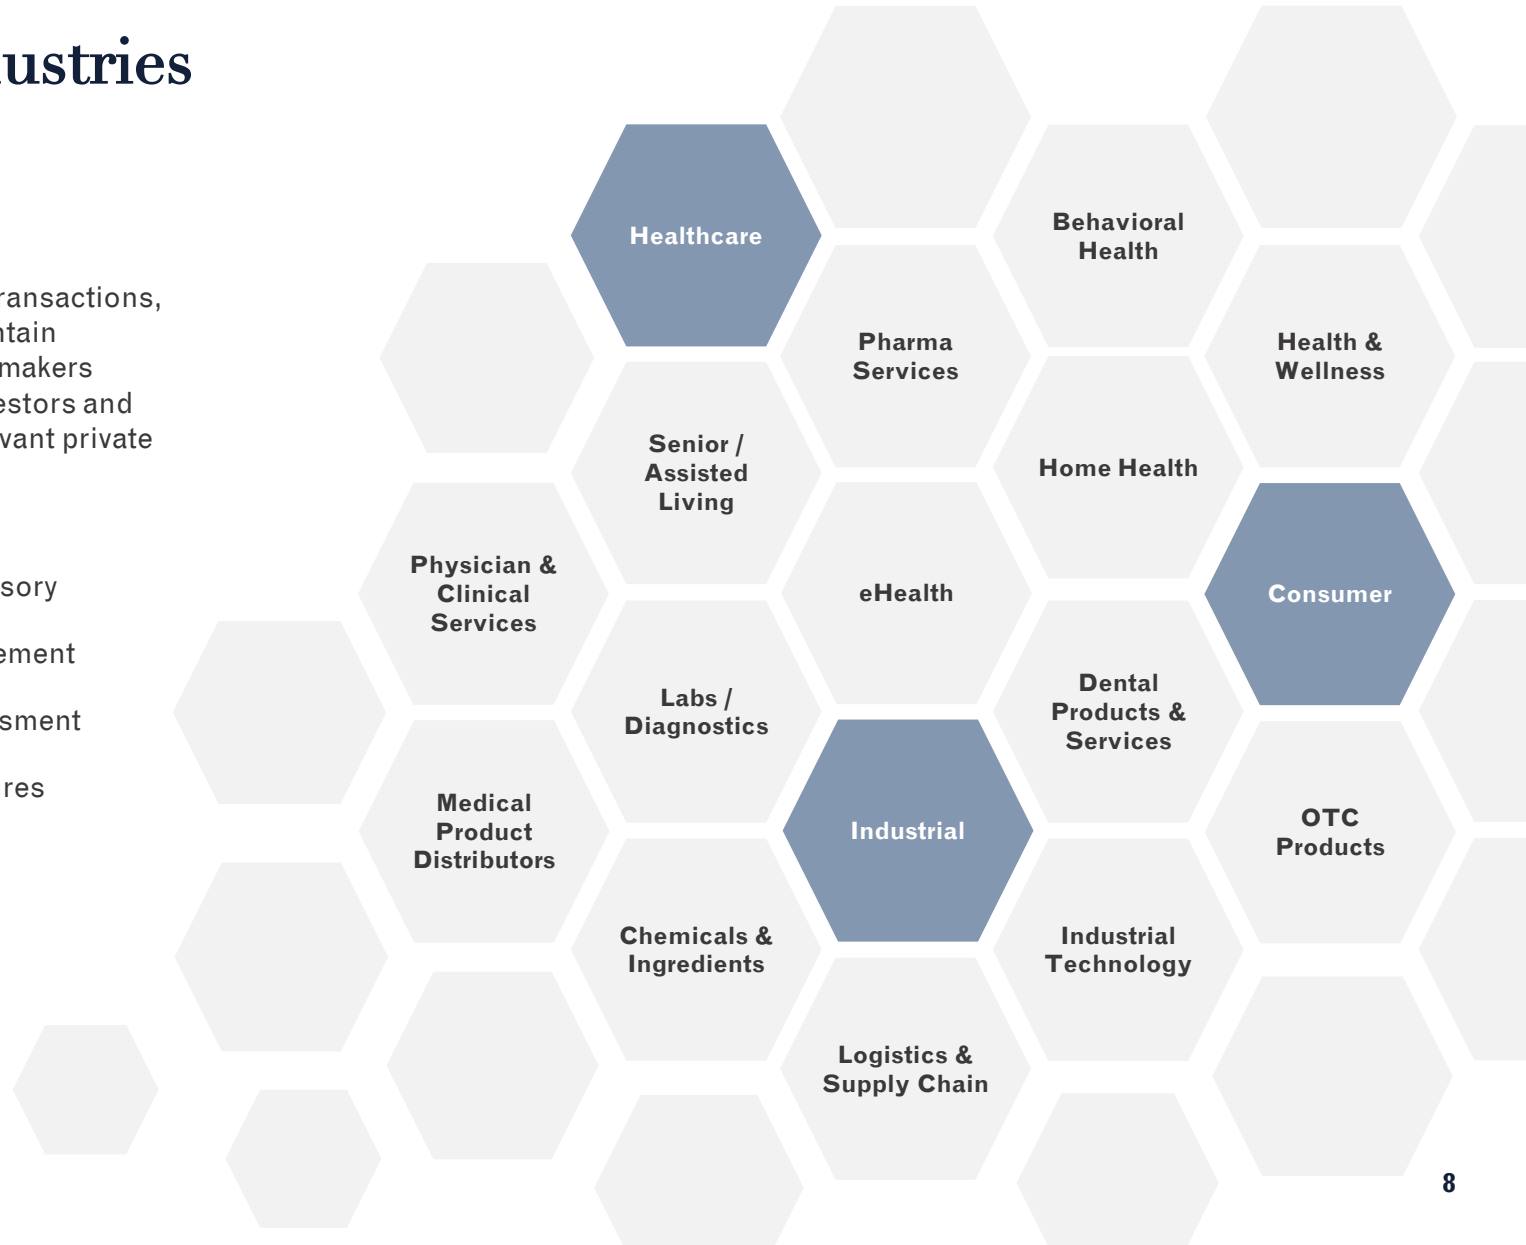 ustries
ransactions,
ntain
makers
estors and
vant private
sory
ement
sment
res
Healthcare
Behavioral
Health
Pharma
Services
Health &
Wellness
Senior /
Assisted
Living
Home Health
Physician &
Clinical
Services
eHealth
Consumer
Labs /
Diagnostics
Dental
Products &
Services
Medical
Product
Distributors
Industrial
OTC
Products
Chemicals &
Ingredients
Industrial
Technology
Logistics &
Supply Chain
8